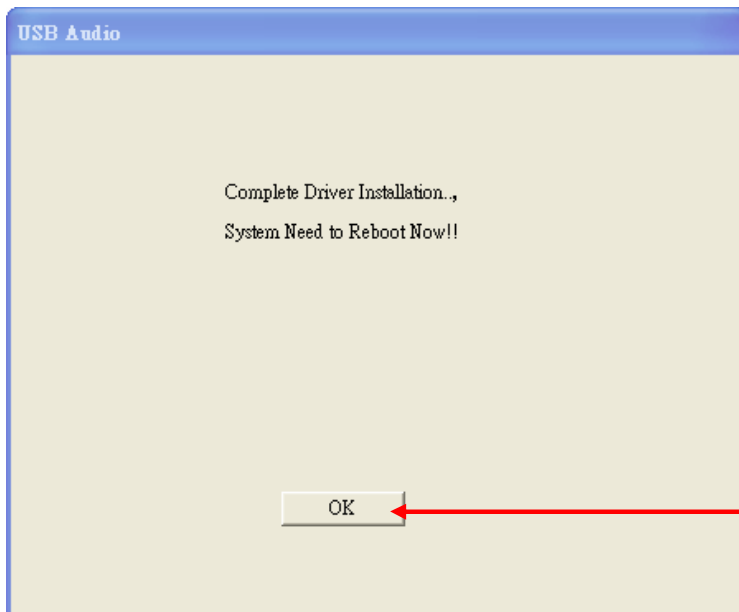 USB Audio
Complete Driver Installation..,
System Need to Reboot Now!!
OK